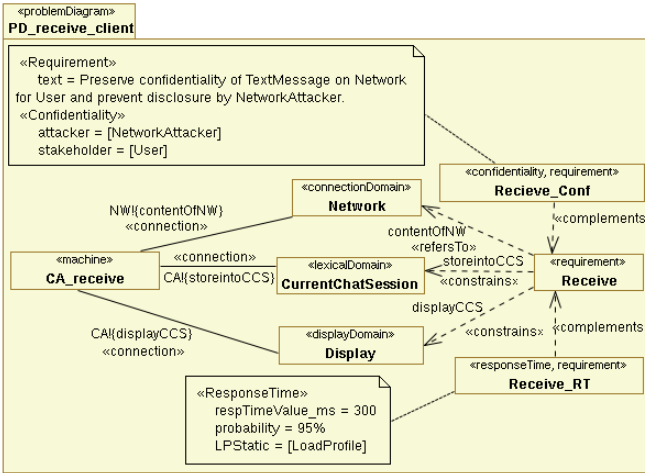 «problemDiagram»
PD_receive_client
«Requirement»
text = Preserve confidentiality of TextMessage on Network
for User and prevent disclosure by NetworkAttacker.
«Confidentiality»
attacker = [NetworkAttacker]
stakeholder = [User]
«connectionDomain»
Network
«confidentiality, requirement»
Recieve_Conf
NW!{contentOfNW}
«connection»
contentOfNW
«refersTo»
«complements»
«machine»
CA_receive
«connection»
CA!{storeintoCCS}
«lexicalDomain»
CurrentChatSession
storeintoCCS
«constrains»
«requirement»
Receive
CA!{displayCCS}
«connection»
displayCCS
«constrains»
«complements»
«displayDomain»
Display
«responseTime, requirement»
Receive_RT
«ResponseTime»
respTimeValue_ms = 300
probability = 95%
LPStatic = [LoadProfile]